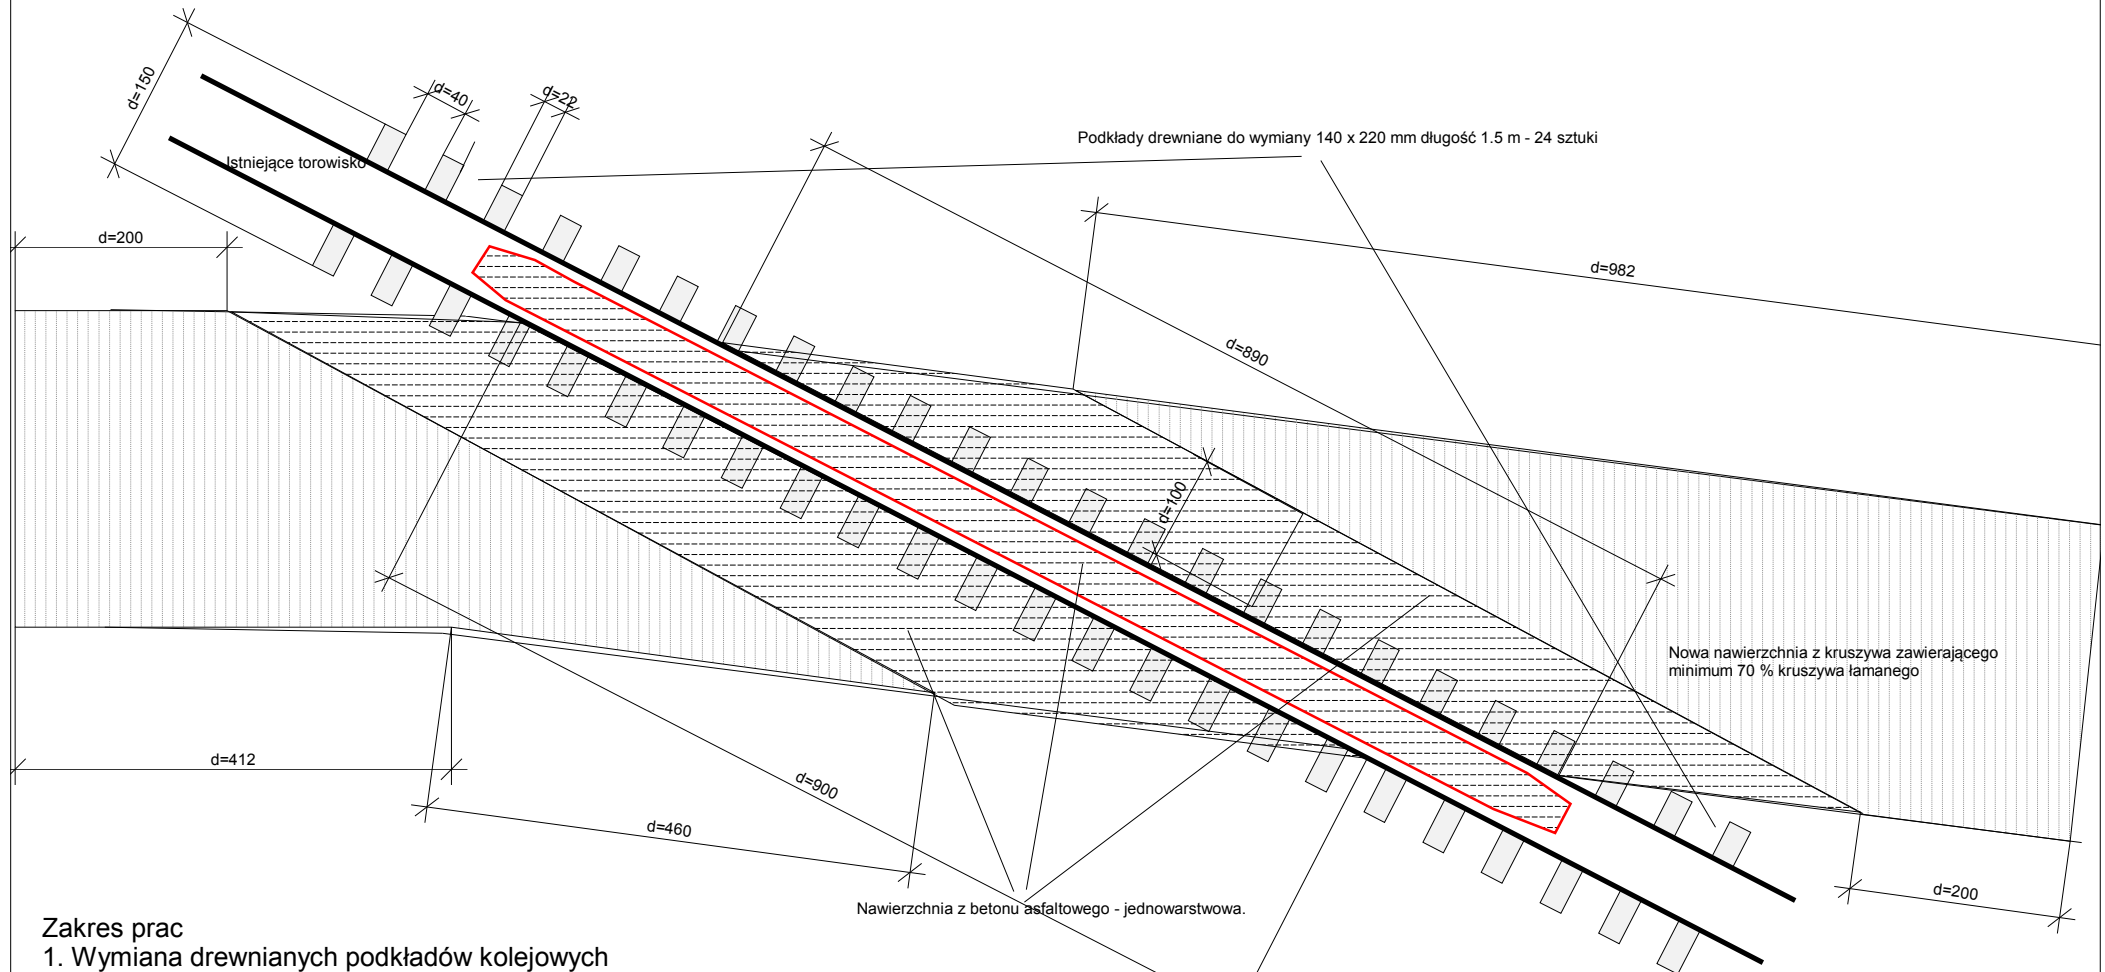 d=150
d=40
d=22
Podkłady drewniane do wymiany 140 x 220 mm długość 1.5 m - 24 sztuki
Istniejące torowisko
d=200
d=982
d=890
d=100
Nowa nawierzchnia z kruszywa zawierającego
minimum 70 % kruszywa łamanego
d=412
d=900
d=460
d=200
Nawierzchnia z betonu asfaltowego - jednowarstwowa.
Zakres prac
1. Wymiana drewnianych podkładów kolejowych